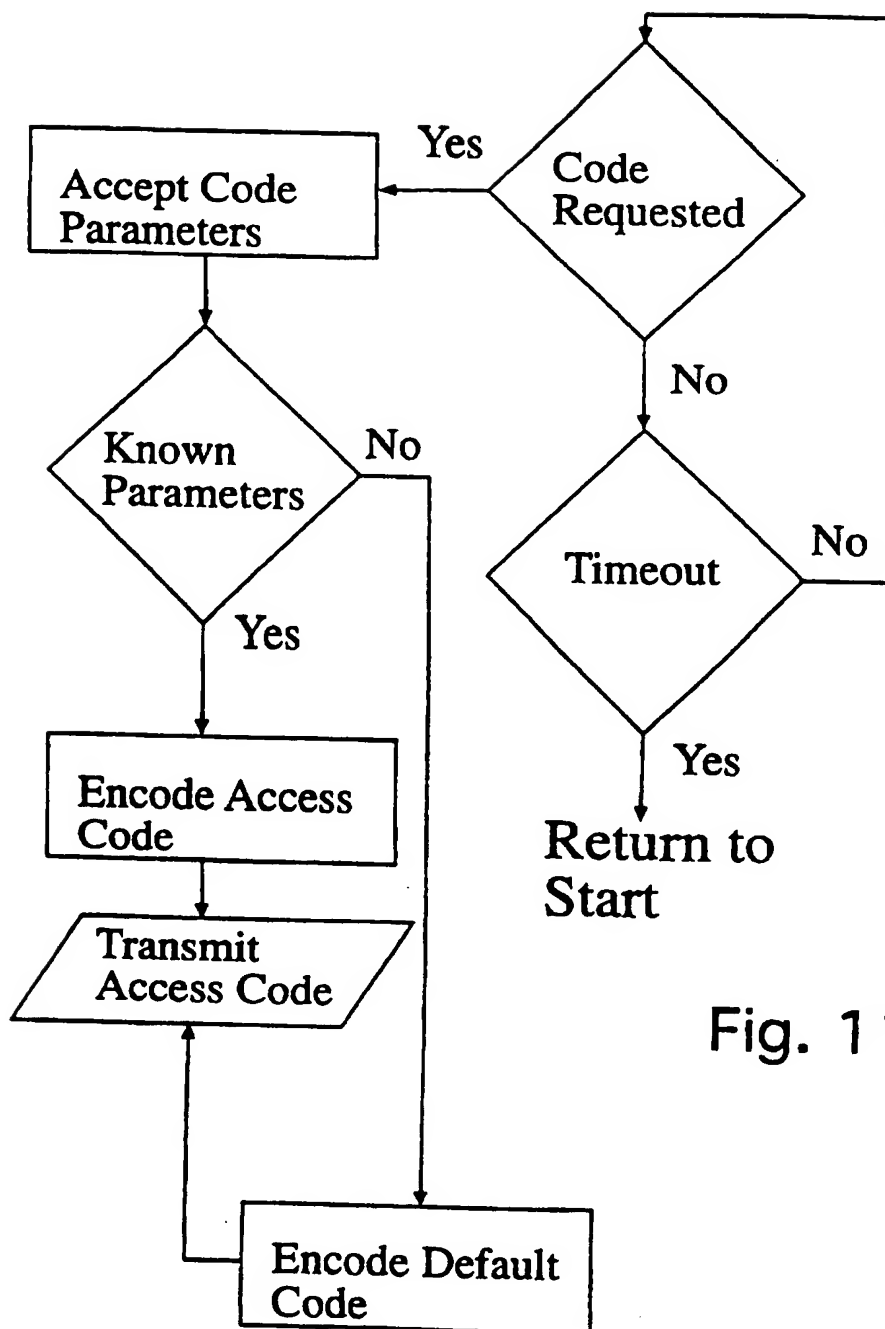 Yes
Code
Requested
Accept Code
Parameters
No
Known
Parameters
No
Timeout
No
Yes
Yes
Encode Access
Code
Return to
Start
Transmit
Access Code
Fig. 1
Encode Default
Code